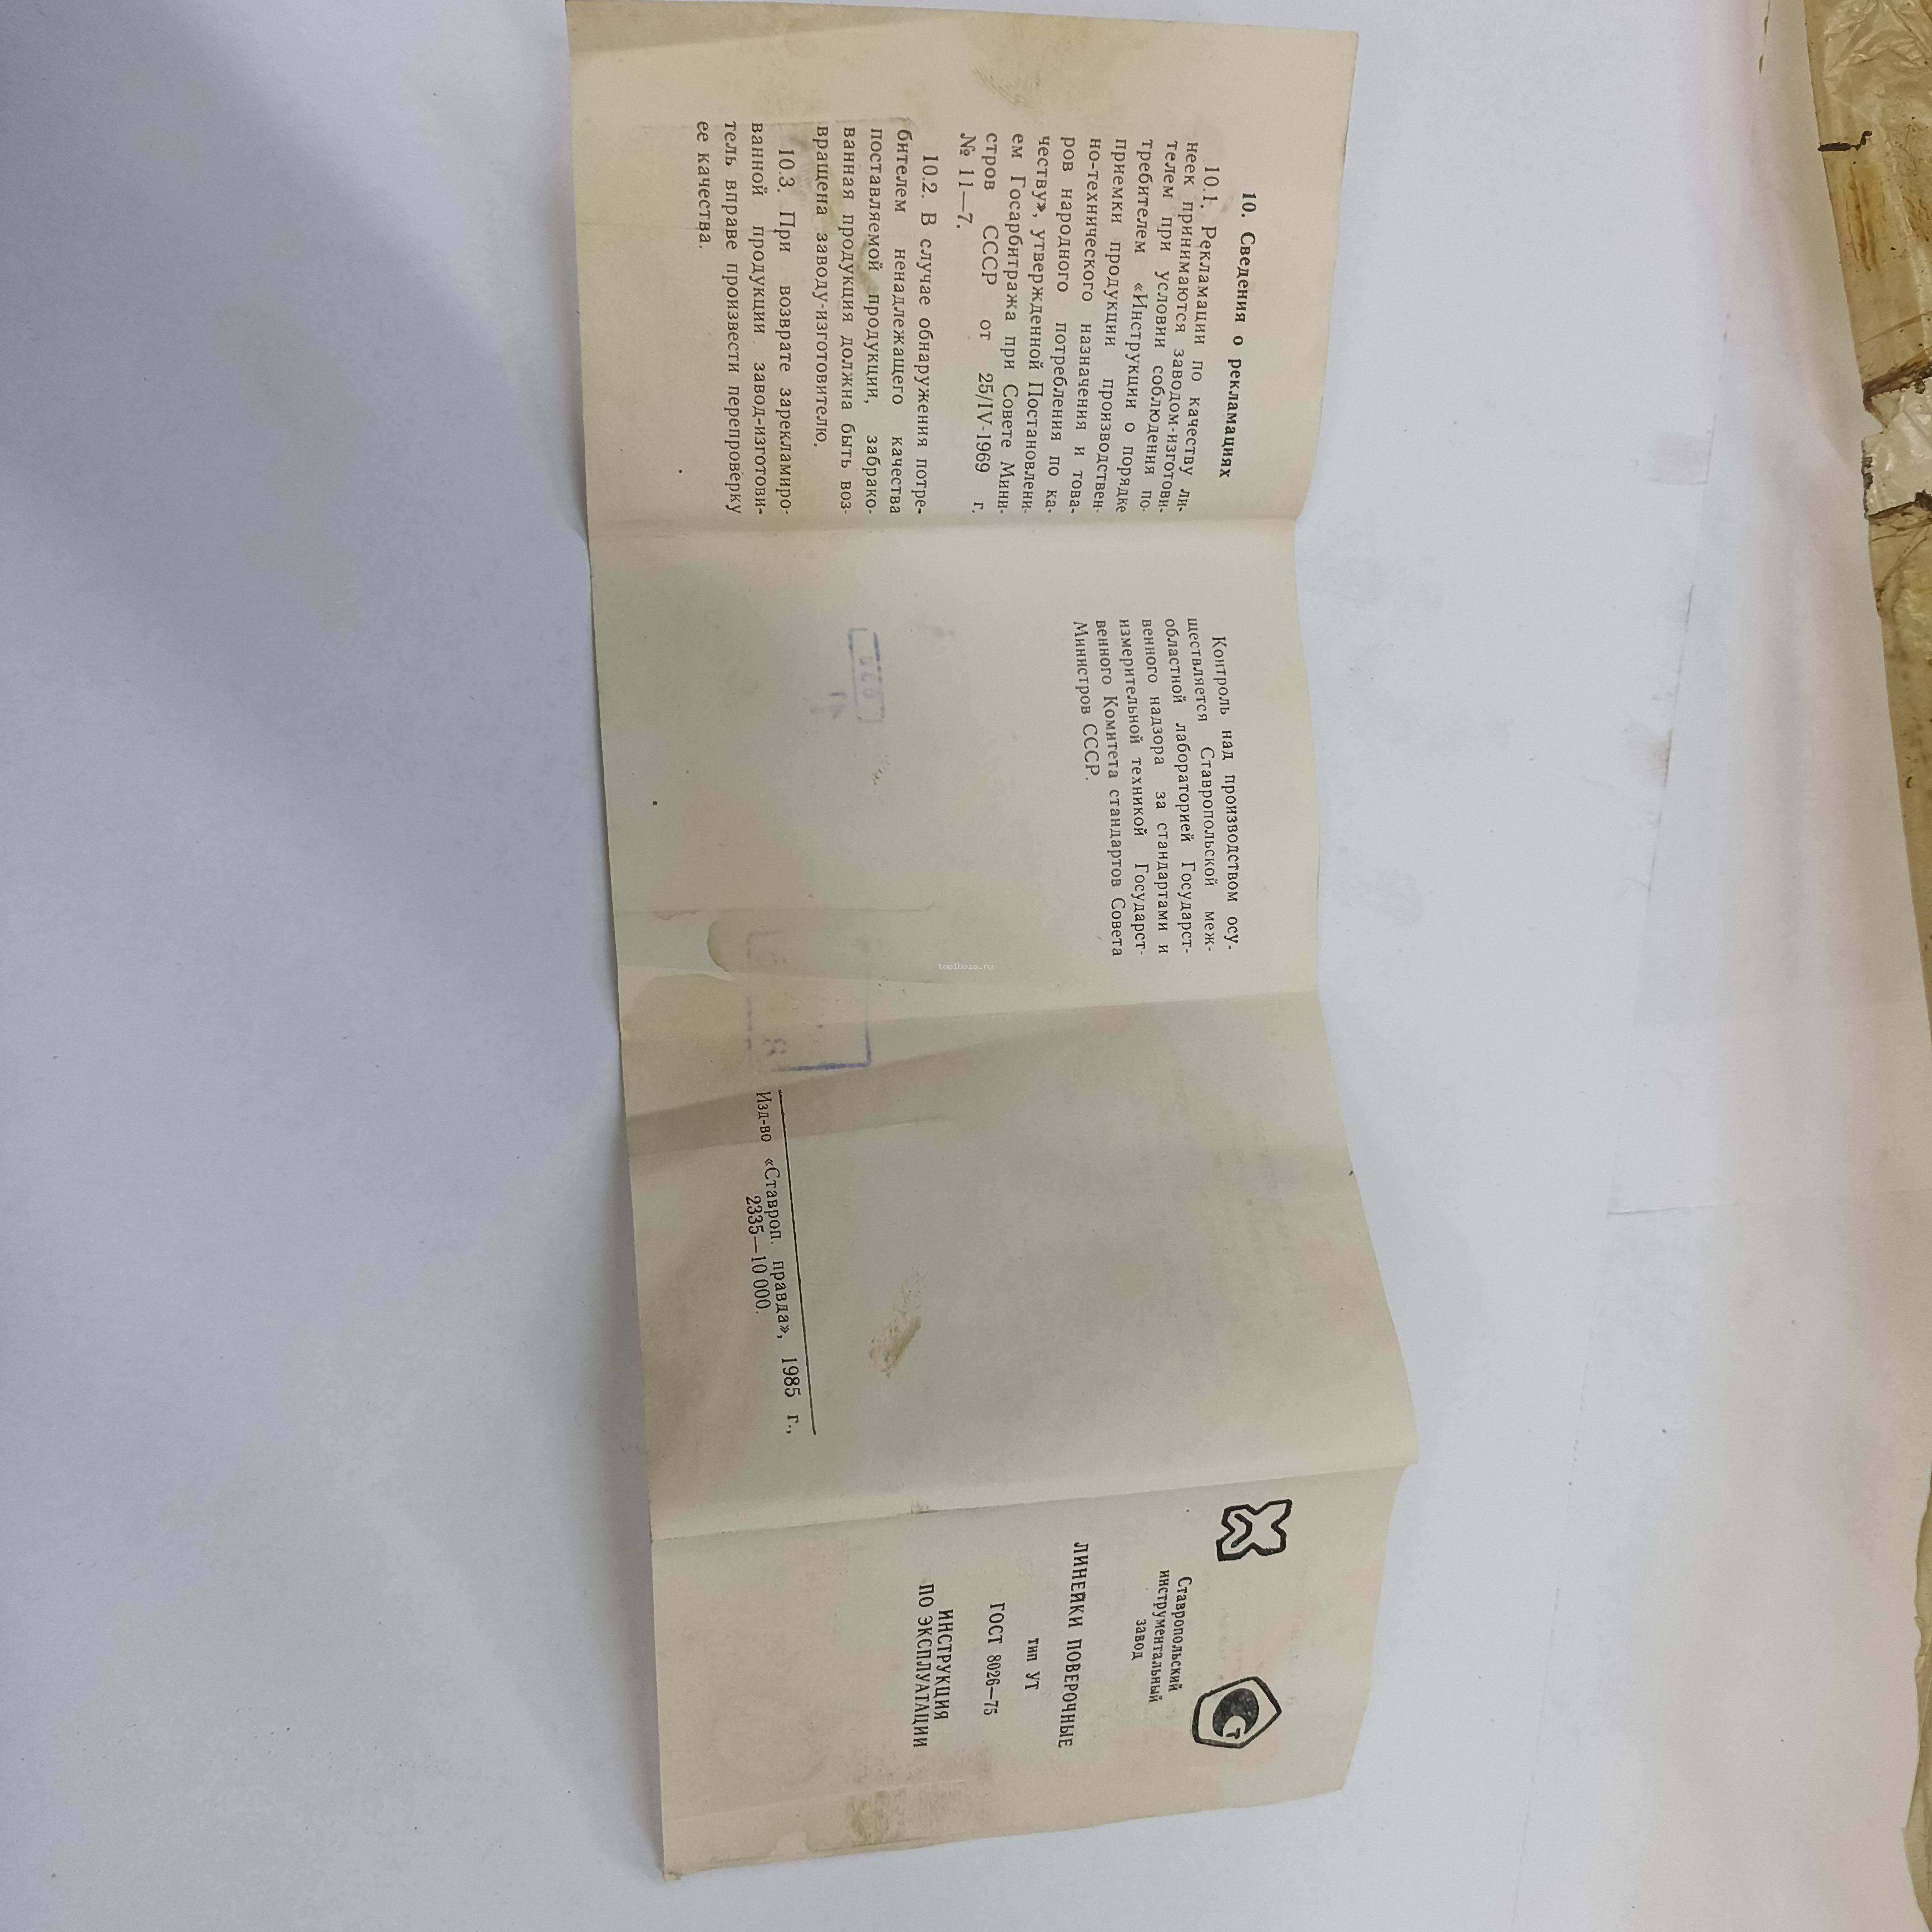 10. Сведения о рекламациях
10.1. Рекламации по качеству ли-
неек принимаются заводом-изготови-
телем при условии соблюдения по-
требителем «Инструкции о порядке
приемки продукции производствен-
но-технического назначения и това-
ров народного потребления по ка-
честву», утвержденной Постановлени-
ем Госарбитража при Совете Мини-
стров СССР от 25/IV-1969 г.
№ 11—7.
10.2. В случае обнаружения потре-
бителем ненадлежащего качества
поставляемой продукции, забрако-
ванная продукция должна быть воз-
вращена заводу-изготовителю.
10.3. При возврате зарекламиро-
ванной продукции завод-изготови-
тель вправе произвести перепроверку
ее качества.
Контроль над производством осу-
ществляется Ставропольской меж-
областной лабораторией Государст-
венного надзора за стандартами и
измерительной техникой Государст-
венного Комитета стандартов Совета
Министров СССР.
Изд-во «Ставроп. правда», 1985 г.,
2335—10 000.
Ставропольский
инструментальный
завод
ЛИНЕЙКИ ПОВЕРОЧНЫЕ
тип УТ
ГОСТ 8026—75
ИНСТРУКЦИЯ
ПО ЭКСПЛУАТАЦИИ
top1baza.ru